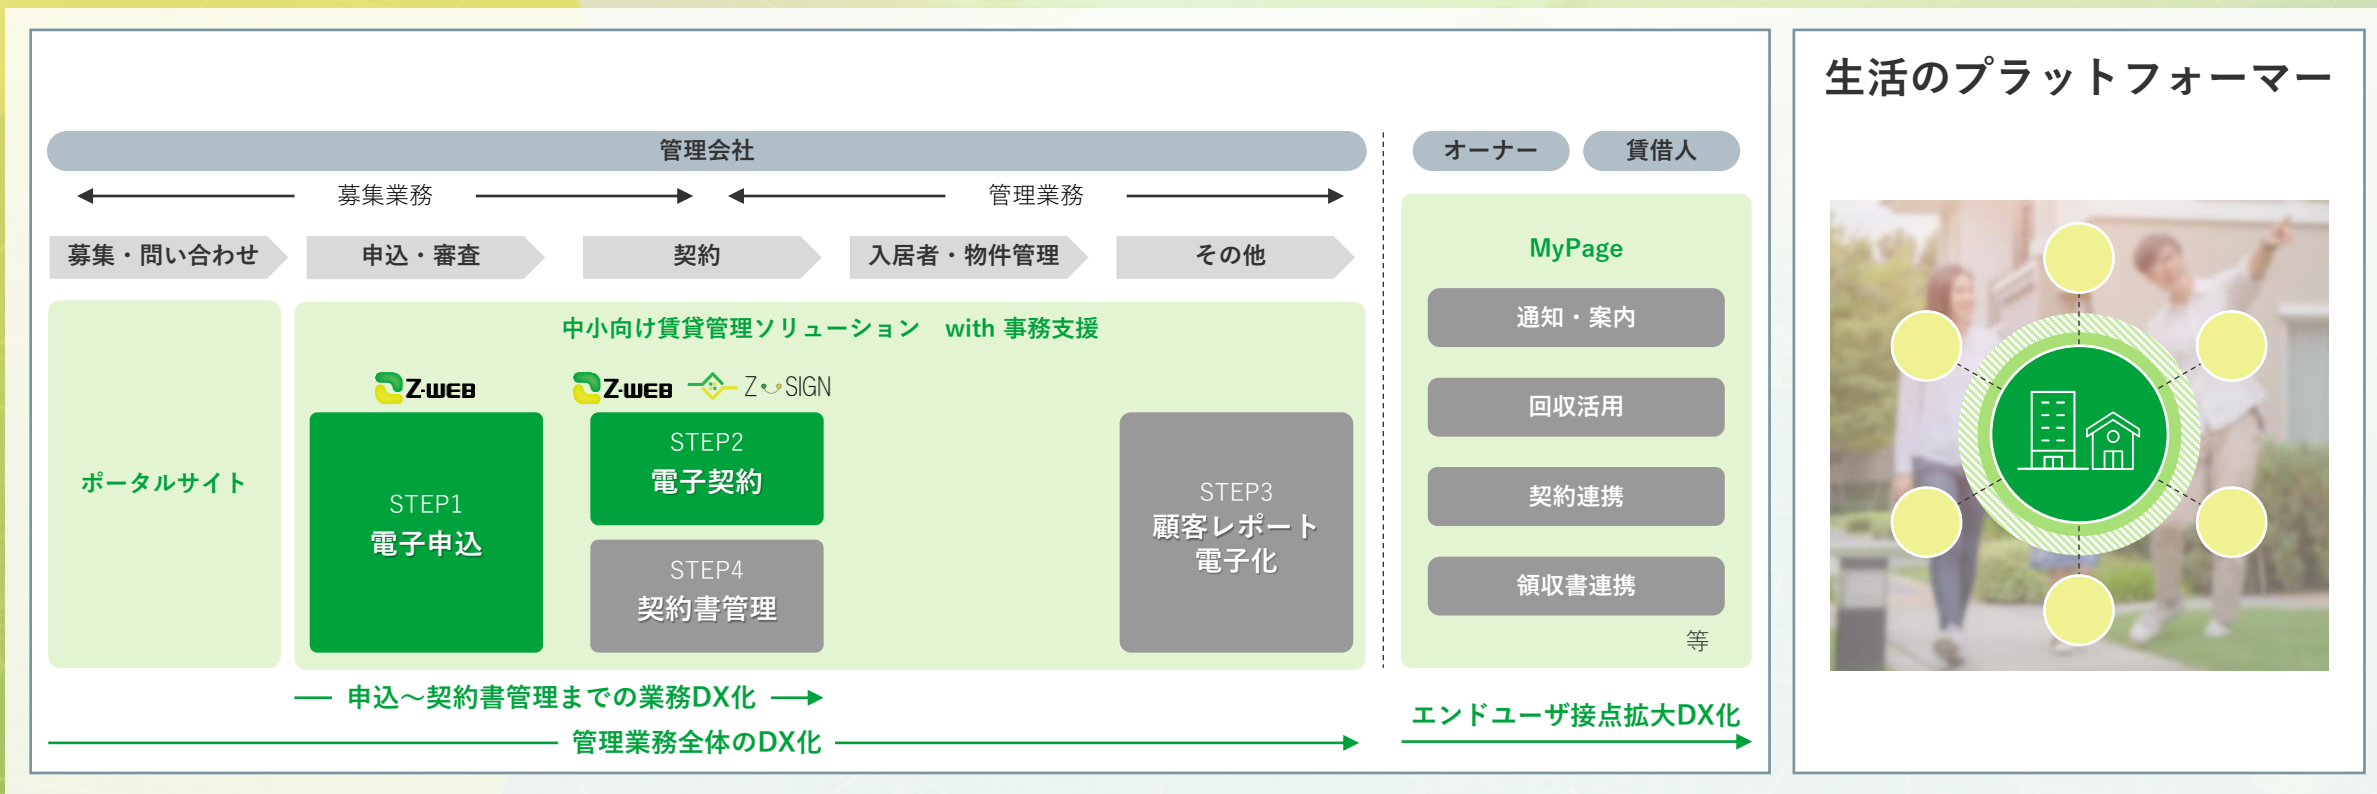 生活のプラットフォーマー
管理会社
オーナー
賃借人
募集業務
管理業務
募集・問い合わせ
申込・審査
契約
入居者・物件管理
その他
ポータルサイト
中小向け賃貸管理ソリューション with 事務支援
Z-WEB
Z-WEB
Z SIGN
STEP1
電子申込
STEP2
電子契約
STEP4
契約書管理
STEP3
顧客レポート
電子化
MyPage
通知・案内
回収活用
契約連携
領収書連携
等
申込～契約書管理までの業務DX化
管理業務全体のDX化
エンドユーザ接点拡大DX化